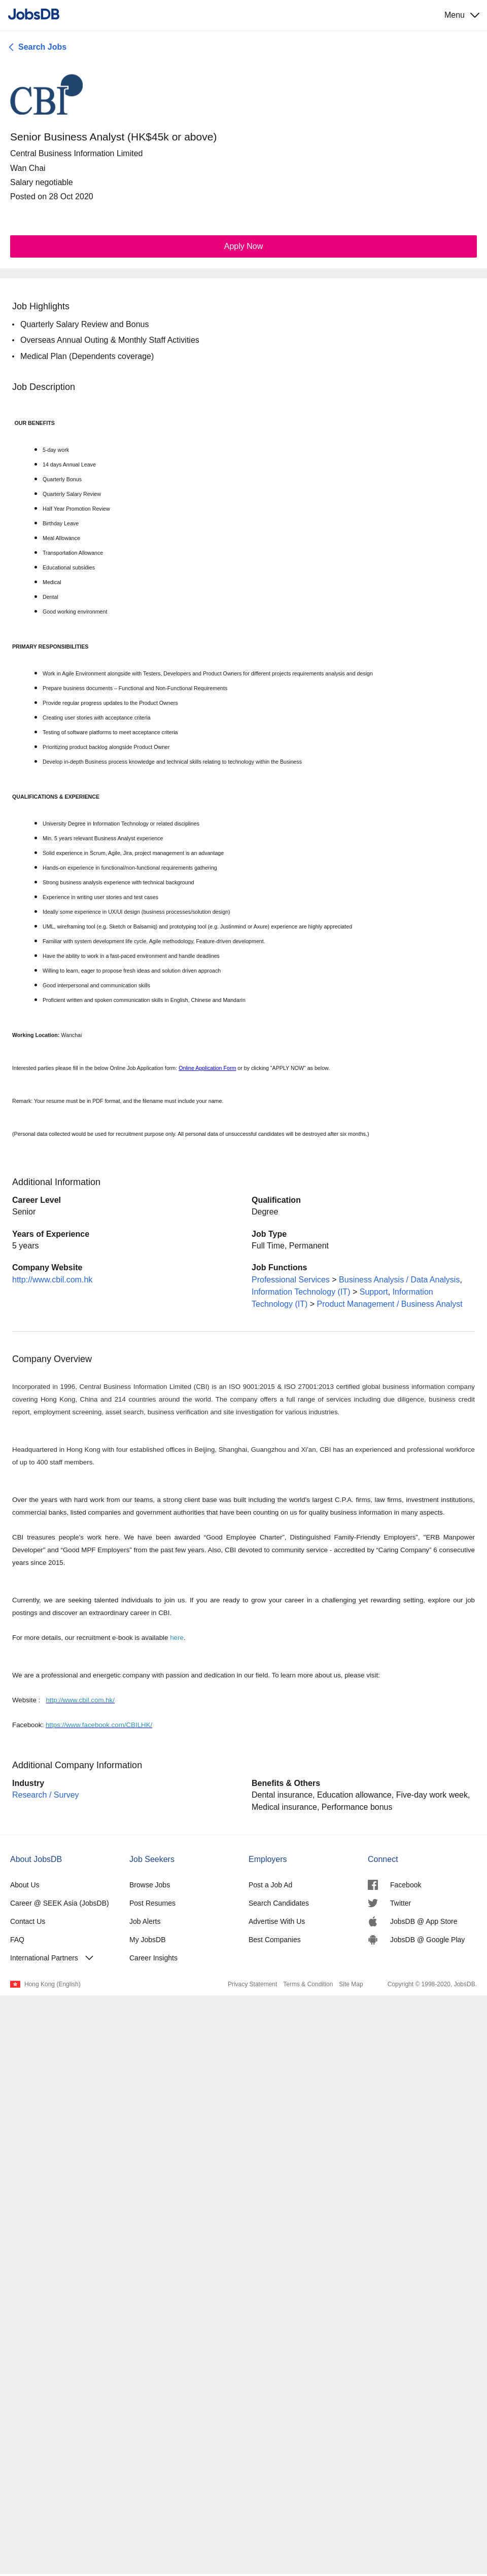 JobsDB
Menu
Search Jobs
CBI
Senior Business Analyst (HK$45k or above)
Central Business Information Limited
Wan Chai
Salary negotiable
Posted on 28 Oct 2020
Apply Now
Job Highlights
• Quarterly Salary Review and Bonus
• Overseas Annual Outing & Monthly Staff Activities
• Medical Plan (Dependents coverage)
Job Description
OUR BENEFITS
• 5-day work
• 14 days Annual Leave
• Quarterly Bonus
• Quarterly Salary Review
• Half Year Promotion Review
• Birthday Leave
• Meal Allowance
• Transportation Allowance
• Educational subsidies
• Medical
• Dental
• Good working environment
PRIMARY RESPONSIBILITIES
• Work in Agile Environment alongside with Testers, Developers and Product Owners for different projects requirements analysis and design
• Prepare business documents – Functional and Non-Functional Requirements
• Provide regular progress updates to the Product Owners
• Creating user stories with acceptance criteria
• Testing of software platforms to meet acceptance criteria
• Prioritizing product backlog alongside Product Owner
• Develop in-depth Business process knowledge and technical skills relating to technology within the Business
QUALIFICATIONS & EXPERIENCE
• University Degree in Information Technology or related disciplines
• Min. 5 years relevant Business Analyst experience
• Solid experience in Scrum, Agile, Jira, project management is an advantage
• Hands-on experience in functional/non-functional requirements gathering
• Strong business analysis experience with technical background
• Experience in writing user stories and test cases
• Ideally some experience in UX/UI design (business processes/solution design)
• UML, wireframing tool (e.g. Sketch or Balsamiq) and prototyping tool (e.g. Justinmind or Axure) experience are highly appreciated
• Familiar with system development life cycle, Agile methodology, Feature-driven development.
• Have the ability to work in a fast-paced environment and handle deadlines
• Willing to learn, eager to propose fresh ideas and solution driven approach
• Good interpersonal and communication skills
• Proficient written and spoken communication skills in English, Chinese and Mandarin
Working Location: Wanchai
Interested parties please fill in the below Online Job Application form: Online Application Form or by clicking "APPLY NOW" as below.
Remark: Your resume must be in PDF format, and the filename must include your name.
(Personal data collected would be used for recruitment purpose only. All personal data of unsuccessful candidates will be destroyed after six months.)
Additional Information
Career Level
Senior
Qualification
Degree
Years of Experience
5 years
Job Type
Full Time, Permanent
Company Website
http://www.cbil.com.hk
Job Functions
Professional Services > Business Analysis / Data Analysis,
Information Technology (IT) > Support, Information
Technology (IT) > Product Management / Business Analyst
Company Overview
Incorporated in 1996, Central Business Information Limited (CBI) is an ISO 9001:2015 & ISO 27001:2013 certified global business information company
covering Hong Kong, China and 214 countries around the world. The company offers a full range of services including due diligence, business credit
report, employment screening, asset search, business verification and site investigation for various industries.
Headquartered in Hong Kong with four established offices in Beijing, Shanghai, Guangzhou and Xi'an, CBI has an experienced and professional workforce
of up to 400 staff members.
Over the years with hard work from our teams, a strong client base was built including the world's largest C.P.A. firms, law firms, investment institutions,
commercial banks, listed companies and government authorities that have been counting on us for quality business information in many aspects.
CBI treasures people's work here. We have been awarded "Good Employee Charter", Distinguished Family-Friendly Employers", "ERB Manpower
Developer" and "Good MPF Employers" from the past few years. Also, CBI devoted to community service - accredited by "Caring Company" 6 consecutive
years since 2015.
Currently, we are seeking talented individuals to join us. If you are ready to grow your career in a challenging yet rewarding setting, explore our job
postings and discover an extraordinary career in CBI.
For more details, our recruitment e-book is available here.
We are a professional and energetic company with passion and dedication in our field. To learn more about us, please visit:
Website : http://www.cbil.com.hk/
Facebook: https://www.facebook.com/CBILHK/
Additional Company Information
Industry
Research / Survey
Benefits & Others
Dental insurance, Education allowance, Five-day work week,
Medical insurance, Performance bonus
About JobsDB
About Us
Career @ SEEK Asia (JobsDB)
Contact Us
FAQ
International Partners
Job Seekers
Browse Jobs
Post Resumes
Job Alerts
My JobsDB
Career Insights
Employers
Post a Job Ad
Search Candidates
Advertise With Us
Best Companies
Connect
Facebook
Twitter
JobsDB @ App Store
JobsDB @ Google Play
Hong Kong (English)
Privacy Statement Terms & Condition Site Map Copyright © 1998-2020, JobsDB.